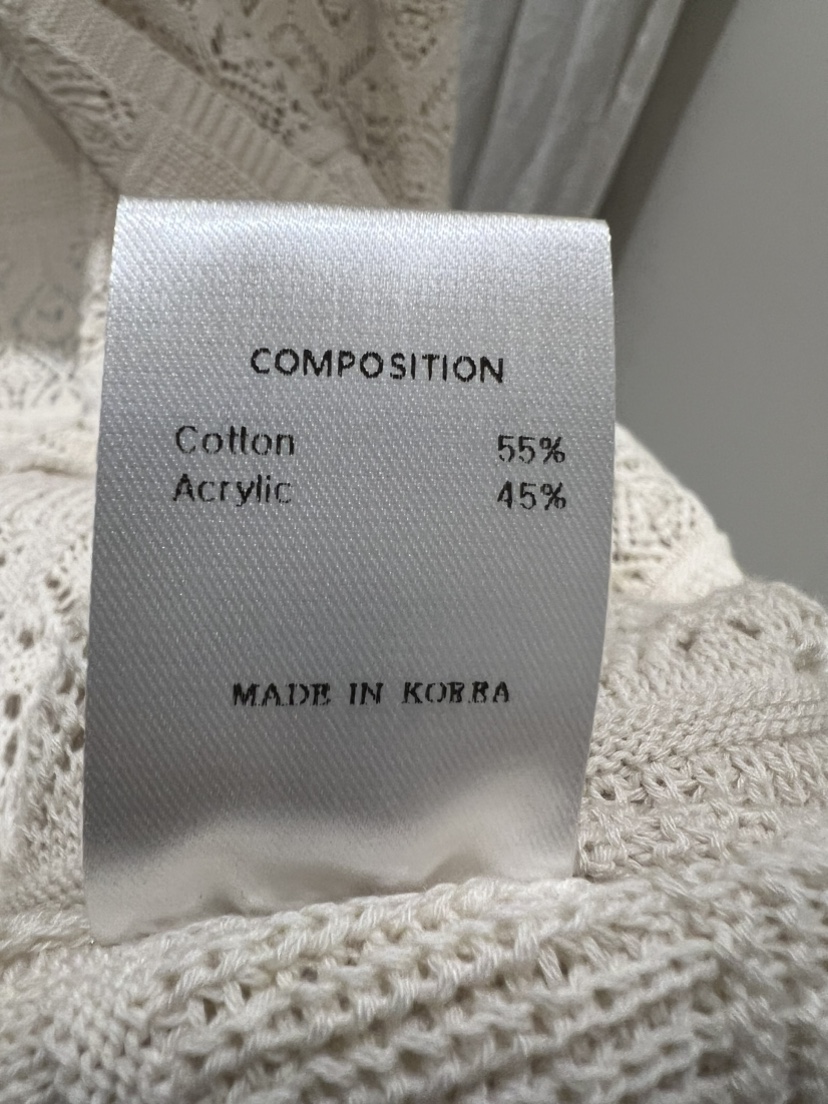 COMPOSITION
Cotton 55%
Acrylic 45%
MADE IN KOREA